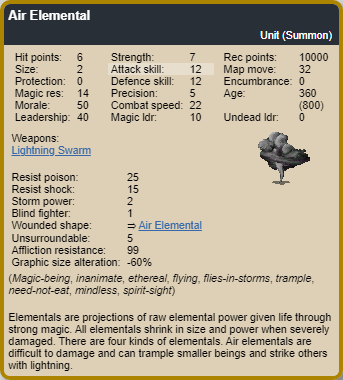 Air Elemental
Unit (Summon)
Hit points: 6 Strength: 7 Rec points: 10000
Size: 2 Attack skill: 12 Map move: 32
Protection: 0 Defence skill: 12 Encumbrance: 0
Magic res: 14 Precision: 5 Age: 360
Morale: 50 Combat speed: 22 (800)
Leadership: 40 Magic ldr: 10 Undead ldr: 0
Weapons:
Lightning Swarm
Resist poison: 25
Resist shock: 15
Storm power: 2
Blind fighter: 1
Wounded shape: ⇒ Air Elemental
Unsurroundable: 5
Affliction resistance: 99
Graphic size alteration: -60%
(Magic-being, inanimate, ethereal, flying, flies-in-storms, trample,
need-not-eat, mindless, spirit-sight)
Elementals are projections of raw elemental power given life through
strong magic. All elementals shrink in size and power when severely
damaged. There are four kinds of elementals. Air elementals are
difficult to damage and can trample smaller beings and strike others
with lightning.